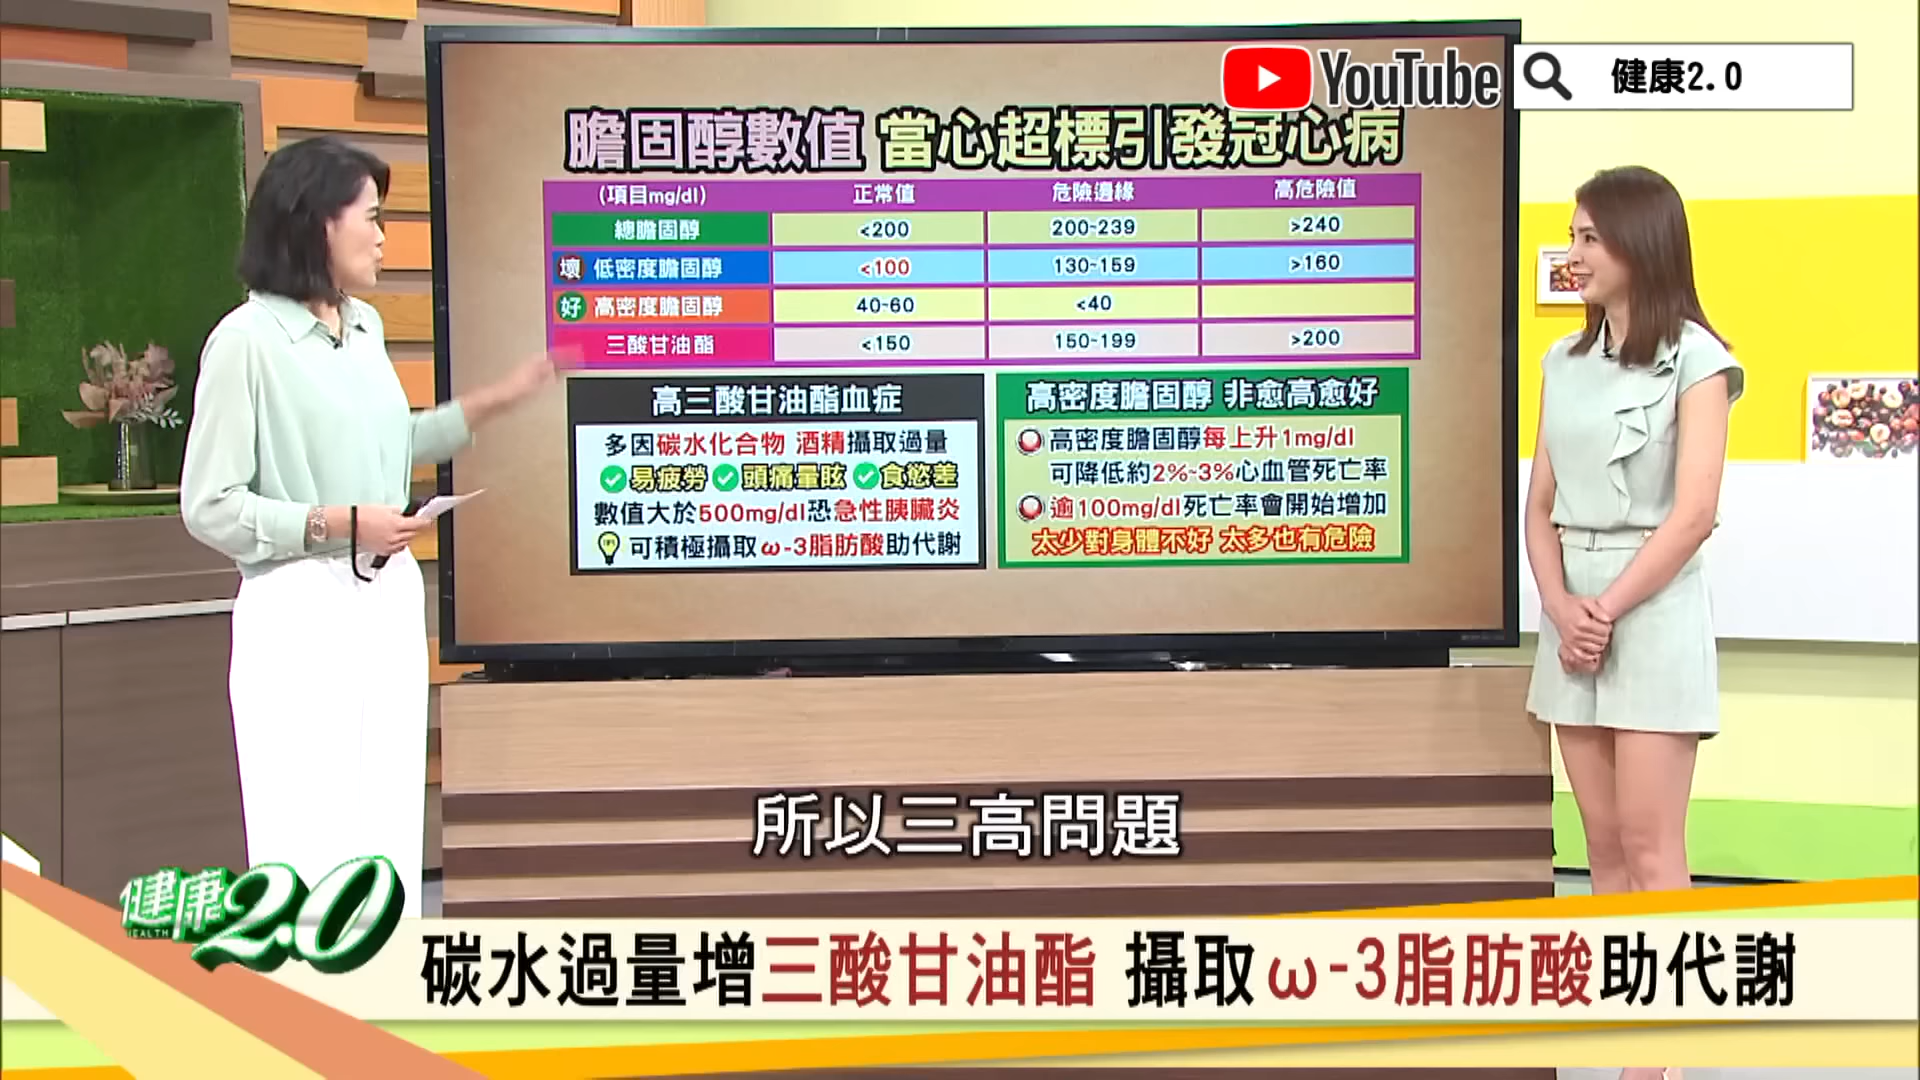 YouTube 健康2.0
膽固醇數值 當心超標引發冠心病
(項目mg/dl) 正常值 危險邊緣 高危險值
總膽固醇 <200 200~239 >240
壞 低密度膽固醇 <100 130~159 >160
好 高密度膽固醇 40~60 <40
三酸甘油酯 <150 150~199 >200
高三酸甘油酯血症
多因碳水化合物 酒精攝取過量
易疲勞 頭痛暈眩 食慾差
數值大於500mg/dl恐急性胰臟炎
可積極攝取ω-3脂肪酸助代謝
高密度膽固醇 非愈高愈好
高密度膽固醇每上升1mg/dl
可降低約2%~3%心血管死亡率
逾100mg/dl死亡率會開始增加
太少對身體不好 太多也有危險
所以三高問題
健康2.0
HEALTH
碳水過量增三酸甘油酯 攝取ω-3脂肪酸助代謝